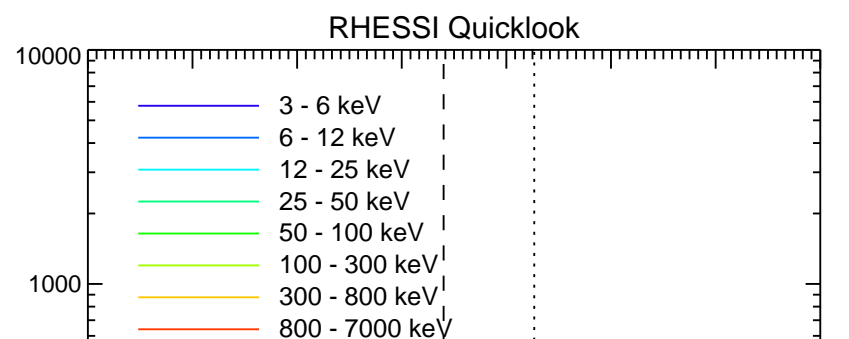 RHESSI Quicklook
10000
3 - 6 keV
6 - 12 keV
12 - 25 keV
25 - 50 keV
50 - 100 keV
100 - 300 keV
1000
300 - 800 keV
800 - 7000 keV